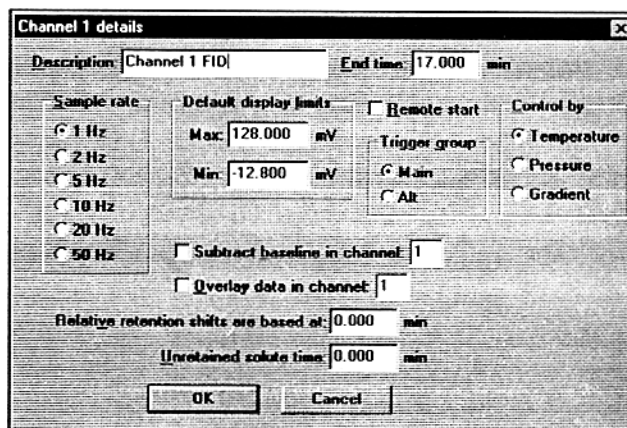 Channel 1 details
Description: Channel 1 FID End time: 17.000 min
Sample rate
1 Hz
2 Hz
5 Hz
10 Hz
20 Hz
50 Hz
Default display limits
Max: 128.000 mV
Min: -12.800 mV
Remote start
Trigger group
Main
Alt
Control by
Temperature
Pressure
Gradient
Subtract baseline in channel: 1
Overlay data in channel: 1
Relative retention shifts are based at: 0.000 min
Unretained solute time: 0.000 min
OK Cancel